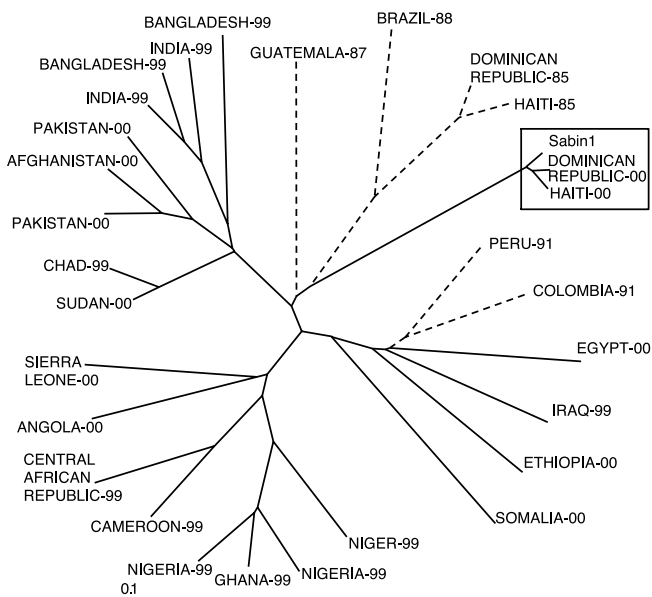 BANGLADESH-99
BRAZIL-88
INDIA-99
GUATEMALA-87
BANGLADESH-99
DOMINICAN
REPUBLIC-85
INDIA-99
HAITI-85
PAKISTAN-00
Sabin1
AFGHANISTAN-00
DOMINICAN
REPUBLIC-00
HAITI-00
PAKISTAN-00
PERU-91
CHAD-99
COLOMBIA-91
SUDAN-00
EGYPT-00
SIERRA
LEONE-00
IRAQ-99
ANGOLA-00
CENTRAL
AFRICAN
REPUBLIC-99
ETHIOPIA-00
SOMALIA-00
CAMEROON-99
NIGER-99
NIGERIA-99
GHANA-99
NIGERIA-99
0.1